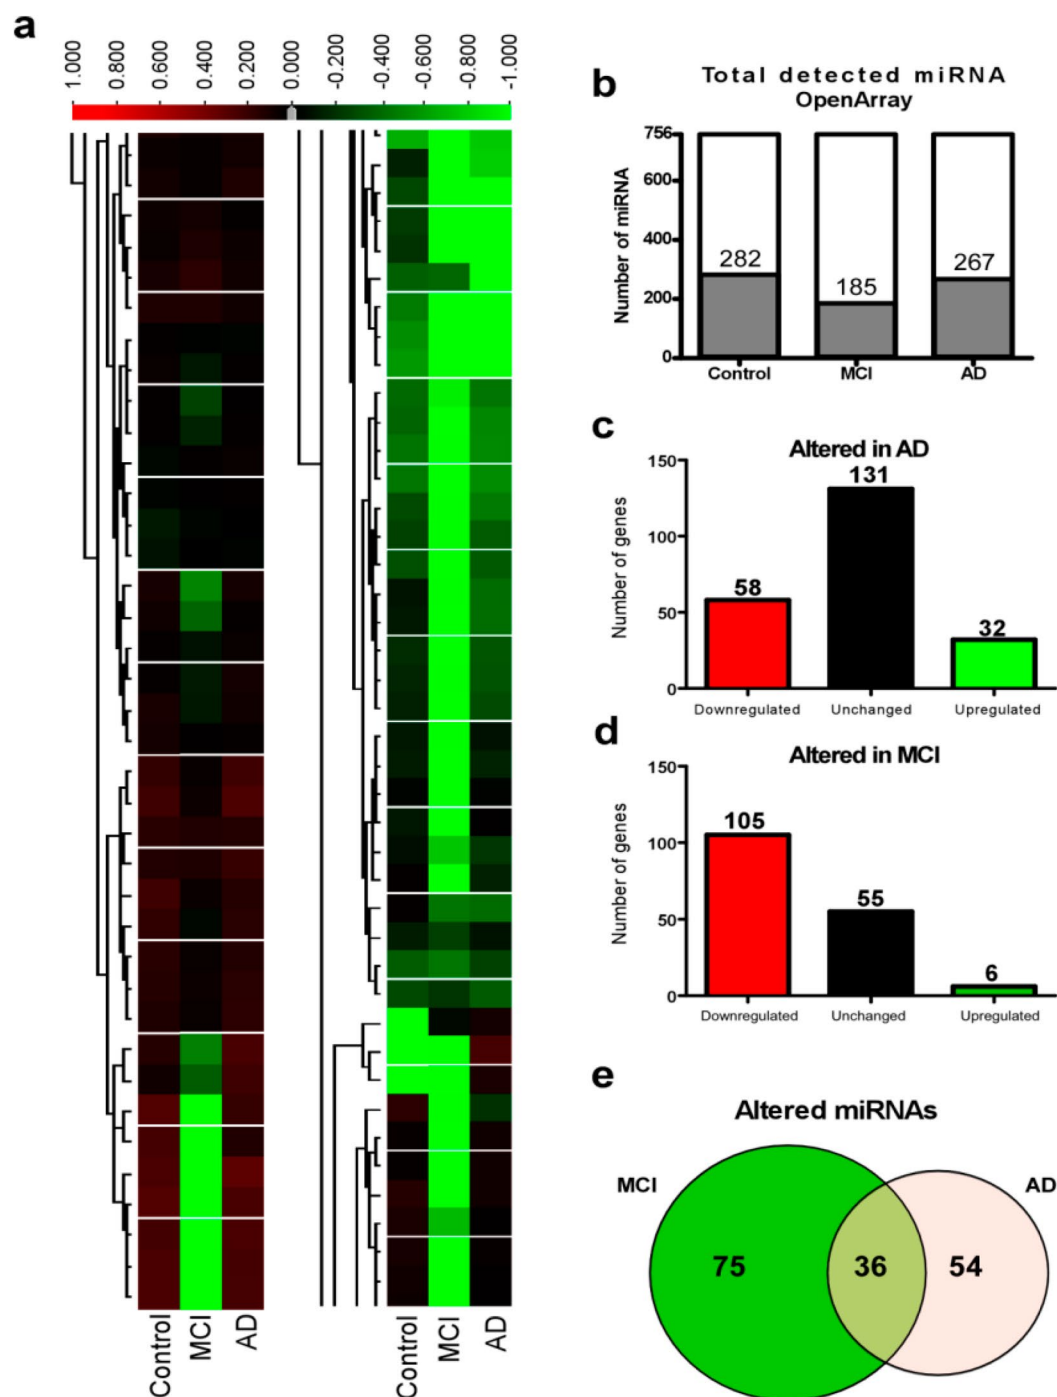 a
1.000
0.800
0.600
0.400
0.200
0.000
-0.200
-0.400
-0.600
-0.800
-1.000
Control
MCI
AD
Control
MCI
AD
b
Total detected miRNA
OpenArray
Number of miRNA
756
600
400
200
0
282
185
267
Control
MCI
AD
c
Altered in AD
Number of genes
150
100
50
0
58
131
32
Downregulated
Unchanged
Upregulated
d
Altered in MCI
Number of genes
150
100
50
0
105
55
6
Downregulated
Unchanged
Upregulated
e
Altered miRNAs
MCI
AD
75
36
54